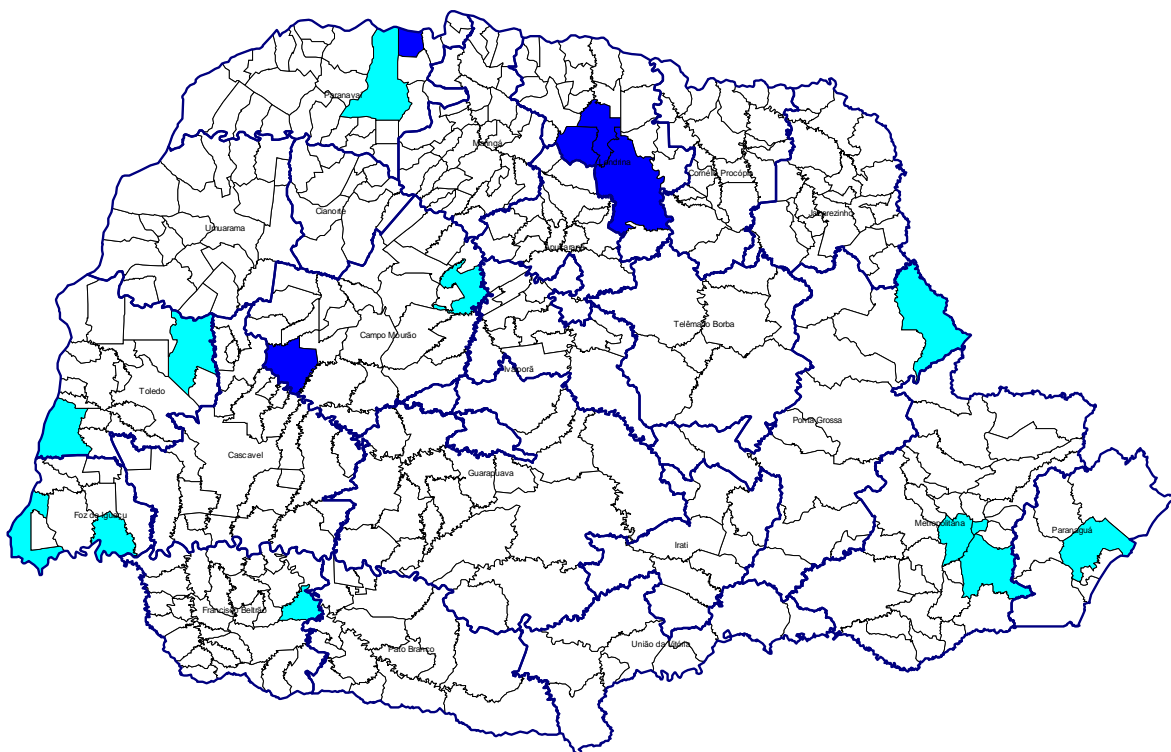 Paranavaí
Maringá
Londrina
Cornélio Procópio
Jacarezinho
Cianorte
Umuarama
Apucarana
Telêmaco Borba
Campo Mourão
Ivaiporã
Toledo
Ponta Grossa
Cascavel
Guarapuava
Foz do Iguaçu
Metropolitana
Paranaguá
Irati
Francisco Beltrão
União da Vitória
Pato Branco